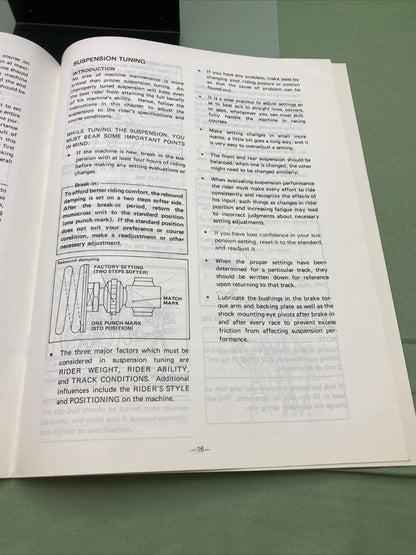 course on
machine
SUSPENSION TUNING
INTRODUCTION
No area of machine maintenance is more
critical than proper suspension tuning. An
improperly tuned suspension will keep even
the best rider from attaining the full benefit
of his machine's ability. Hence, follow the
instructions in this chapter to adjust the
suspension to the rider's specifications and
course conditions.
WHILE TUNING THE SUSPENSION, YOU
MUST BEAR SOME IMPORTANT POINTS
IN MIND:
• If the machine is new, break in the sus-
pension with at least four hours of riding
before making any setting evaluations or
changes.
Break-in:
To afford better riding comfort, the rebound
damping is set on a two steps softer side.
After the break-in period, return the
monocross unit to the standard position
(one punch mark). If the standard position
does not suit your preference or course
condition, make a readjustment or other
necessary adjustment.
Rebound damping
FACTORY SETTING
(TWO STEPS SOFTER)
MATCH
MARK
ONE PUNCH MARK
(STD POSITION)
• The three major factors which must be
considered in suspension tuning are
RIDER WEIGHT, RIDER ABILITY,
and TRACK CONDITIONS. Additional
influences include the RIDER'S STYLE
and POSITIONING on the machine.
• If you have any problem, make tests by
changing your riding posture or position
so that the cause of problem can be
found out.
• It is a wise practice to adjust settings so
as to best suit to straight lines, corners,
or gaps, whatever you can most skill-
fully handle the machine in racing
• Make setting changes in small incre-
ments; a little bit goes a long way, and it
is very easy to overadjust a setting.
• The front and rear suspension should be
balanced; when one is changed, the other
might need to be changed similarly.
• When evaluating suspension performance
the rider must make every effort to ride
consistently and recognize the effects of
his input; such things as changes in rider
position and increasing fatigue may lead
to incorrect judgments about necessary
setting adjustments.
• If you have lose confidence in your sus-
pension setting, reset it to the standard,
and readjust it.
• When the proper settings have been
determined for a particular track, they
should be written down for reference
upon returning to that track.
• Lubricate the bushings in the brake tor-
que arm and backing plate as well as the
shock mounting-eye pivots after brake-in
and after every race to prevent excess
friction from affecting suspension per-
formance.
—16—